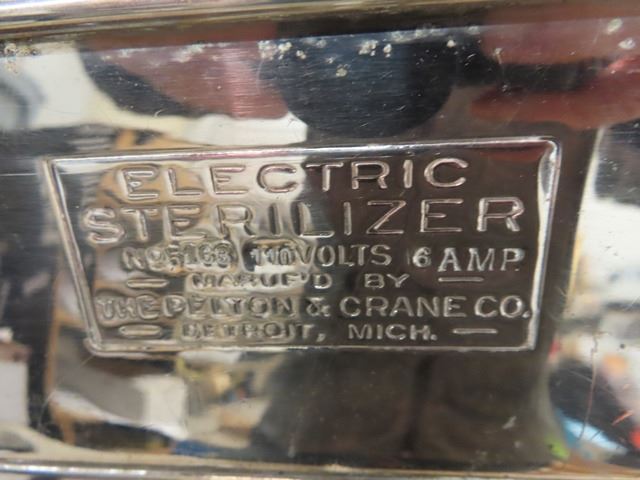 ELECTRIC
STERILIZER
110 VOLTS 6 AMP
— MANUF'D BY —
THE PELTON & CRANE CO.
— DETROIT, MICH. —